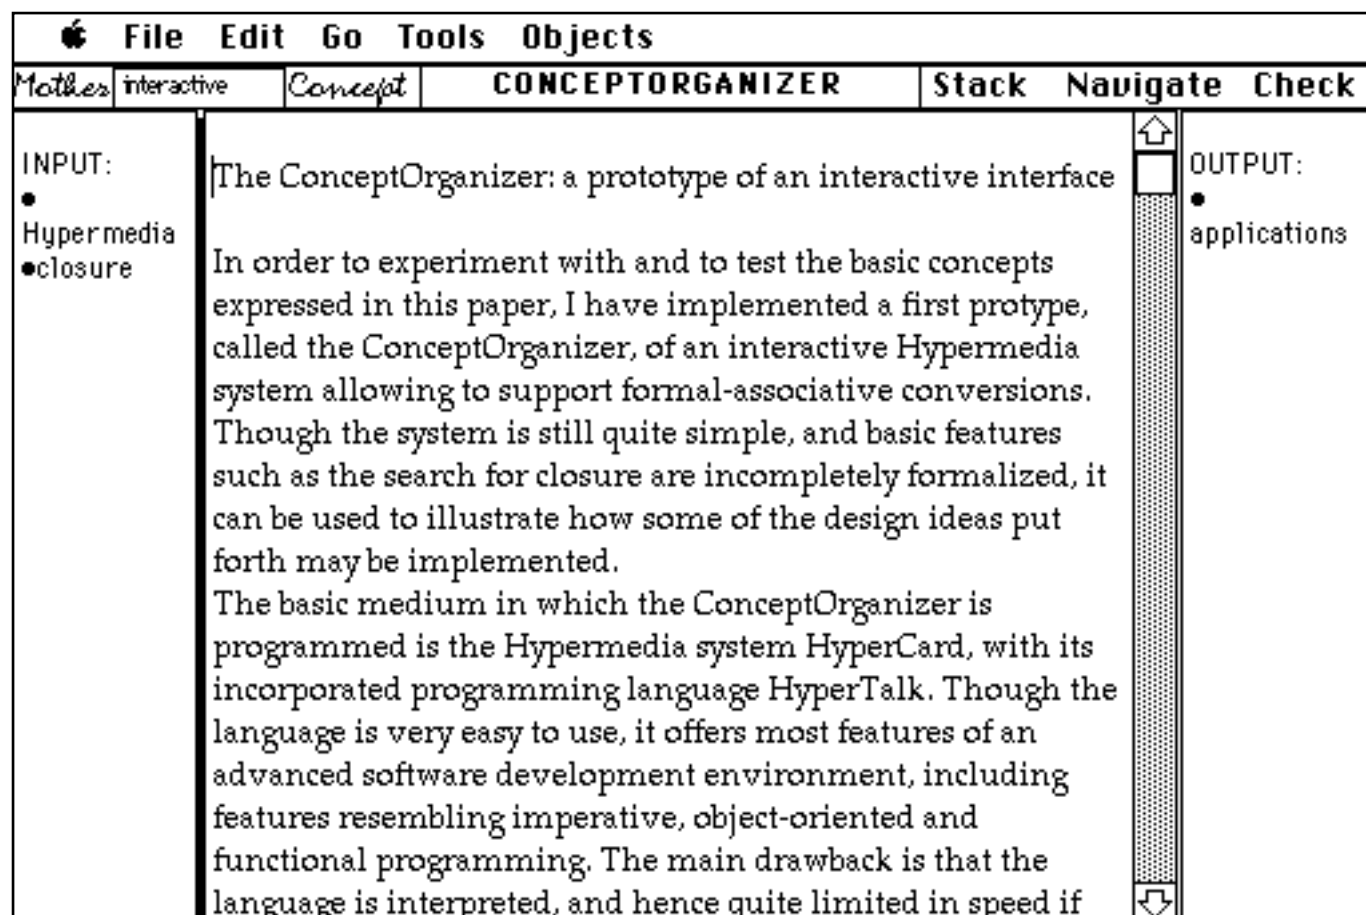 File Edit Go Tools Objects
Mother interactive Concept CONCEPTORGANIZER Stack Navigate Check
INPUT:
•
Hypermedia
•closure
The ConceptOrganizer: a prototype of an interactive interface
In order to experiment with and to test the basic concepts
expressed in this paper, I have implemented a first protype,
called the ConceptOrganizer, of an interactive Hypermedia
system allowing to support formal-associative conversions.
Though the system is still quite simple, and basic features
such as the search for closure are incompletely formalized, it
can be used to illustrate how some of the design ideas put
forth may be implemented.
The basic medium in which the ConceptOrganizer is
programmed is the Hypermedia system HyperCard, with its
incorporated programming language HyperTalk. Though the
language is very easy to use, it offers most features of an
advanced software development environment, including
features resembling imperative, object-oriented and
functional programming. The main drawback is that the
language is interpreted, and hence quite limited in speed if
OUTPUT:
•
applications